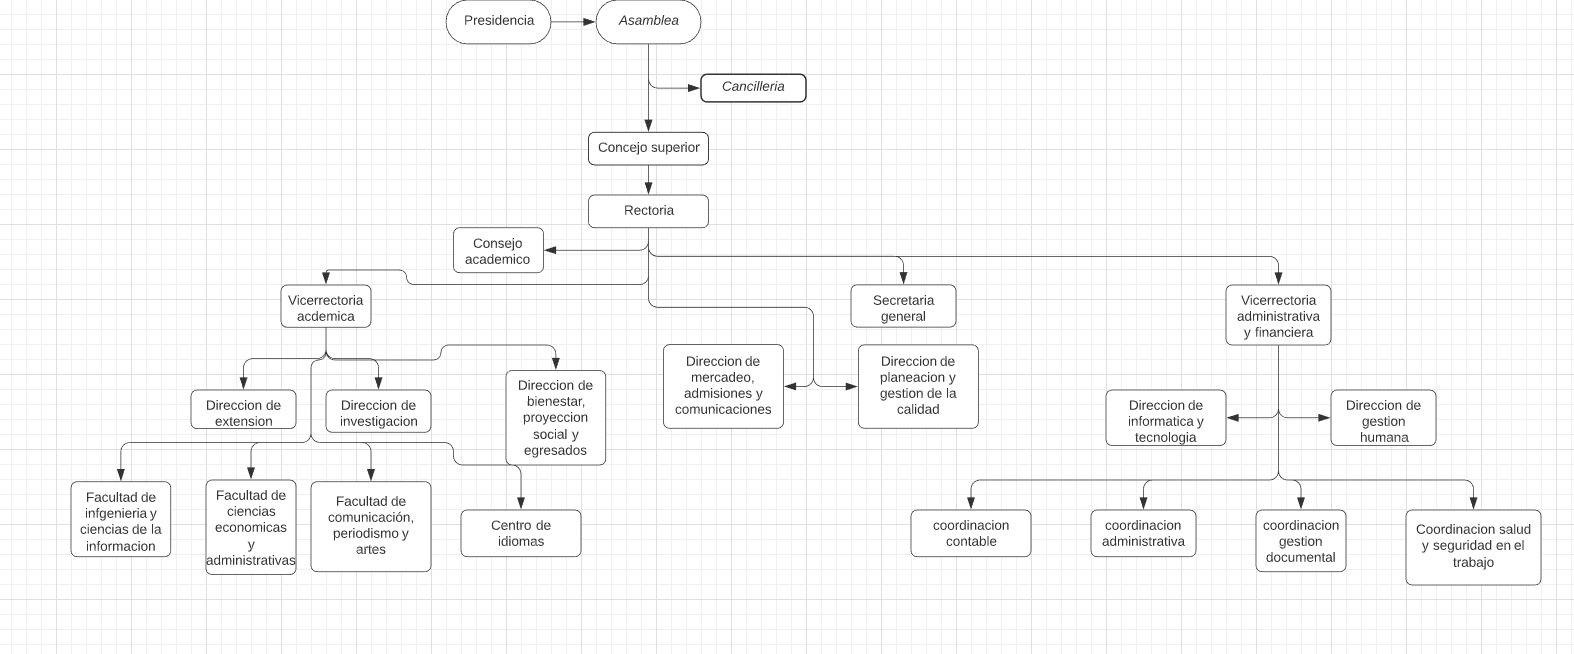 Presidencia
Asamblea
Cancilleria
Concejo superior
Rectoria
Consejo
academico
Vicerrectoria
acdemica
Secretaria
general
Vicerrectoria
administrativa
y financiera
Direccion de
extension
Direccion de
investigacion
Direccion de
bienestar,
proyeccion
social y
egresados
Direccion de
mercadeo,
admisiones y
comunicaciones
Direccion de
planeacion y
gestion de la
calidad
Direccion de
informatica y
tecnologia
Direccion de
gestion
humana
Facultad de
infgenieria y
ciencias de la
informacion
Facultad de
ciencias
economicas
y
administrativas
Facultad de
comunicación,
periodismo y
artes
Centro de
idiomas
coordinacion
contable
coordinacion
administrativa
coordinacion
gestion
documental
Coordinacion salud
y seguridad en el
trabajo